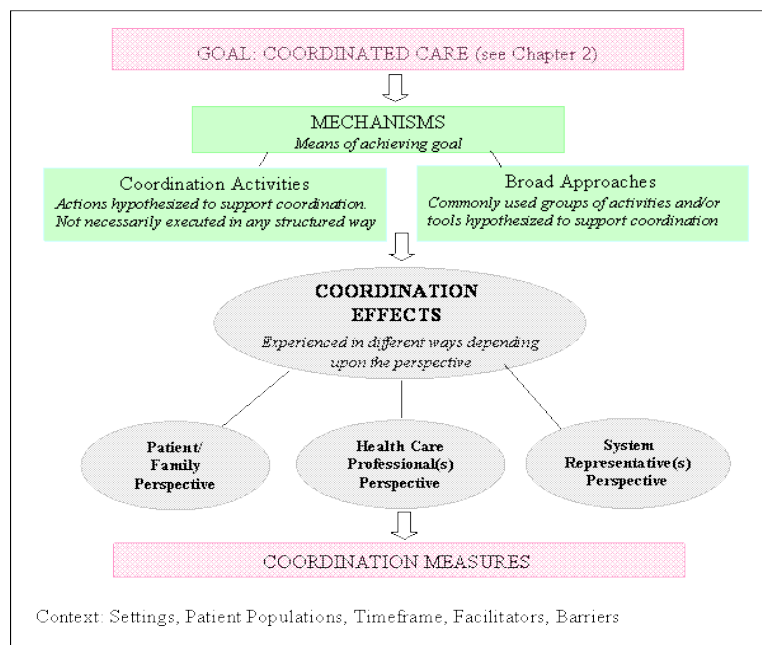 GOAL: COORDINATED CARE (see Chapter 2)
MECHANISMS
Means of achieving goal
Coordination Activities
Actions hypothesized to support coordination.
Not necessarily executed in any structured way
Broad Approaches
Commonly used groups of activities and/or
tools hypothesized to support coordination
COORDINATION
EFFECTS
Experienced in different ways depending
upon the perspective
Patient/
Family
Perspective
Health Care
Professional(s)
Perspective
System
Representative(s)
Perspective
COORDINATION MEASURES
Context: Settings, Patient Populations, Timeframe, Facilitators, Barriers